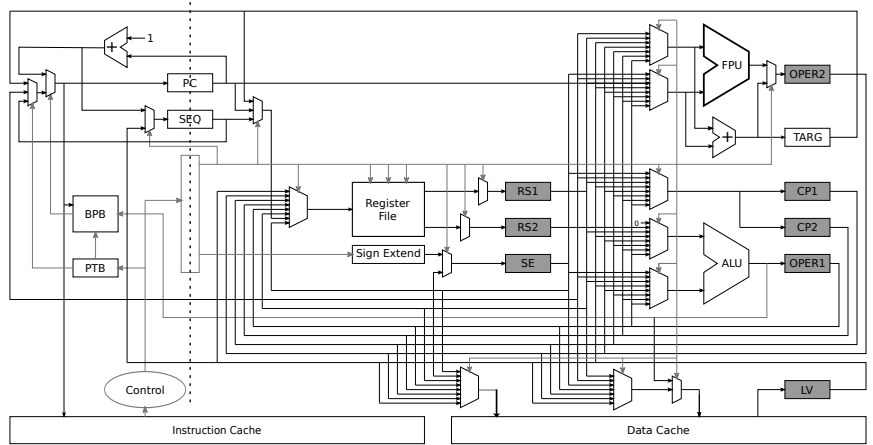 1
+
FPU
OPER2
PC
SEQ
+
TARG
BPB
Register
File
RS1
CP1
0
RS2
CP2
Sign Extend
SE
ALU
OPER1
PTB
Control
LV
Instruction Cache
Data Cache